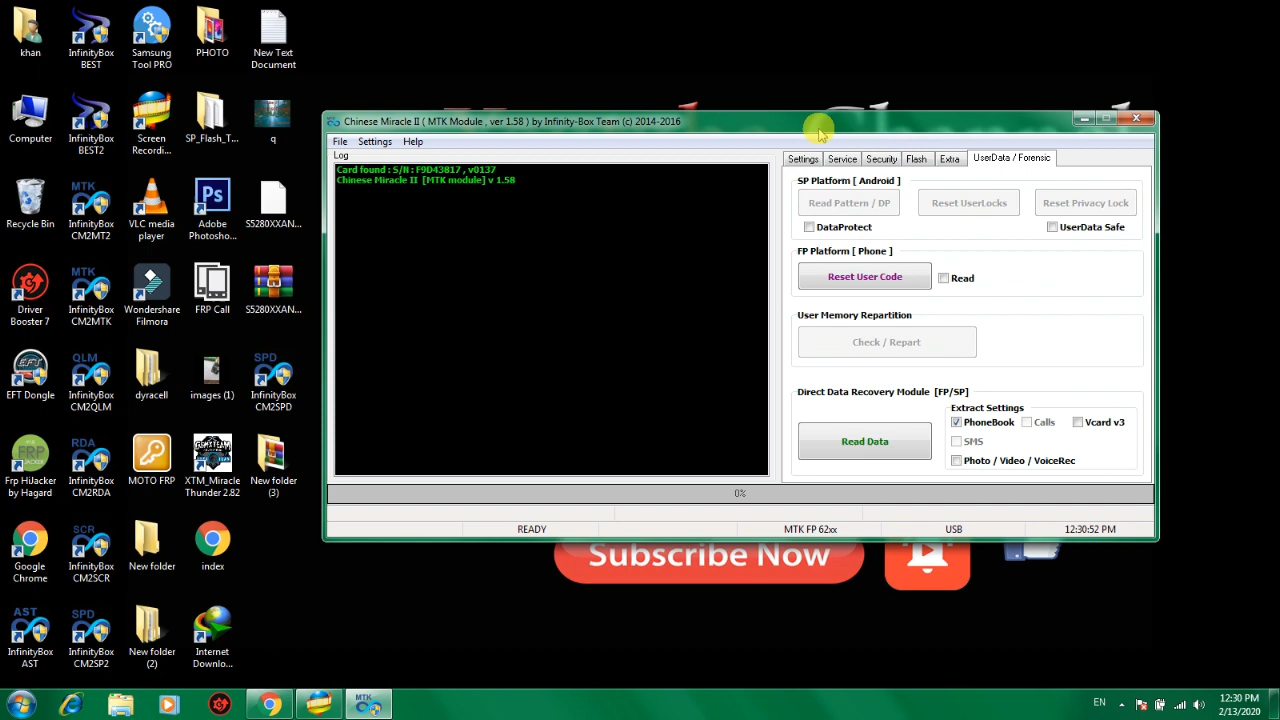 khan
InfinityBox
BEST
Samsung
Tool PRO
PHOTO
New Text
Document
Computer
InfinityBox
BEST2
Screen
Recordi...
SP_Flash_T...
q
Recycle Bin
MTK
InfinityBox
CM2MT2
VLC media
player
Ps
Adobe
Photosho...
S5280XXAN...
Driver
Booster 7
MTK
InfinityBox
CM2MTK
Wondershare
Filmora
FRP Call
S5280XXAN...
EFT
EFT Dongle
QLM
InfinityBox
CM2QLM
dyracell
images (1)
SPD
InfinityBox
CM2SPD
FRP
Frp HiJacker
by Hagard
RDA
InfinityBox
CM2RDA
MOTO FRP
XTM_Miracle
Thunder 2.82
New folder
(3)
Google
Chrome
SCR
InfinityBox
CM2SCR
New folder
index
AST
InfinityBox
AST
SPD
InfinityBox
CM2SP2
New folder
(2)
Internet
Downlo...
Chinese Miracle II ( MTK Module , ver 1.58 ) by Infinity-Box Team (c) 2014-2016
File Settings Help
Log
Card found : S/N : F9D43817 , v0137
Chinese Miracle II [MTK module] v 1.58
Settings Service Security Flash Extra UserData / Forensic
SP Platform [ Android ]
Read Pattern / DP Reset UserLocks Reset Privacy Lock
DataProtect UserData Safe
FP Platform [ Phone ]
Reset User Code Read
User Memory Repartition
Check / Repart
Direct Data Recovery Module [FP/SP]
Extract Settings
PhoneBook Calls Vcard v3
Read Data
SMS
Photo / Video / VoiceRec
0%
READY MTK FP 62xx USB 12:30:52 PM
Subscribe Now
MTK
EN
12:30 PM
2/13/2020